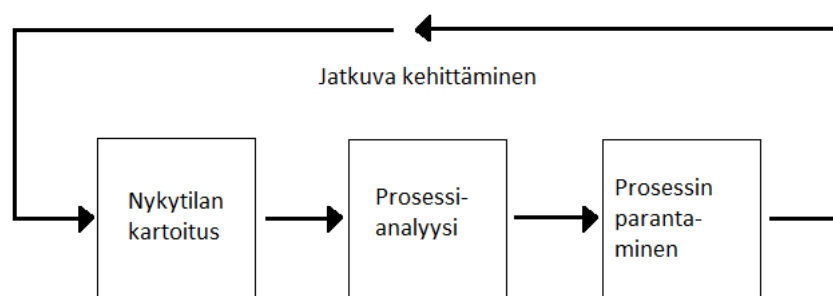 Jatkuva kehittäminen
Nykytilan
kartoitus
Prosessi-
analyysi
Prosessin
paranta-
minen